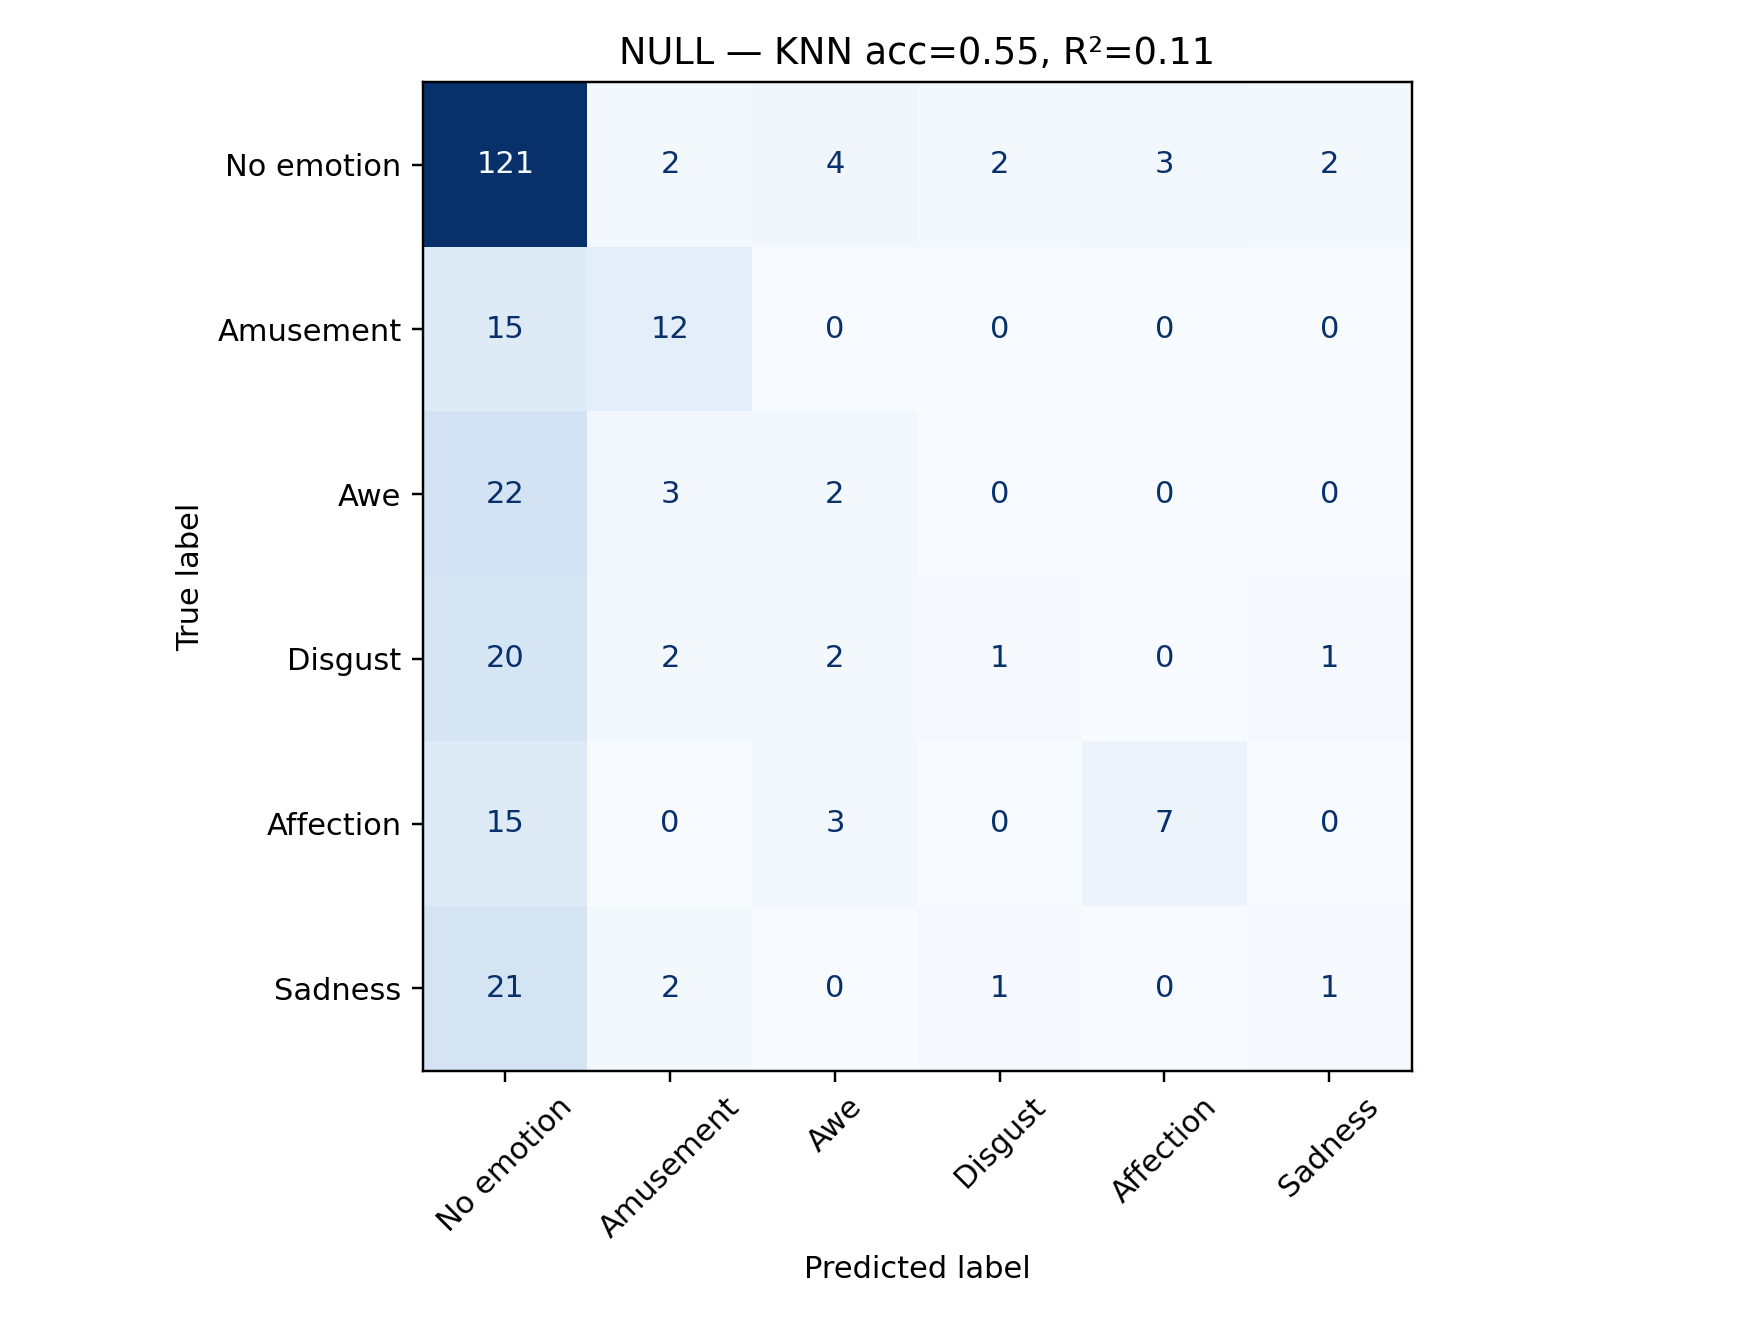 NULL — KNN acc=0.55, R²=0.11
No emotion 121 2 4 2 3 2
Amusement 15 12 0 0 0 0
Awe 22 3 2 0 0 0
Disgust 20 2 2 1 0 1
Affection 15 0 3 0 7 0
Sadness 21 2 0 1 0 1
True label
No emotion Amusement Awe Disgust Affection Sadness
Predicted label